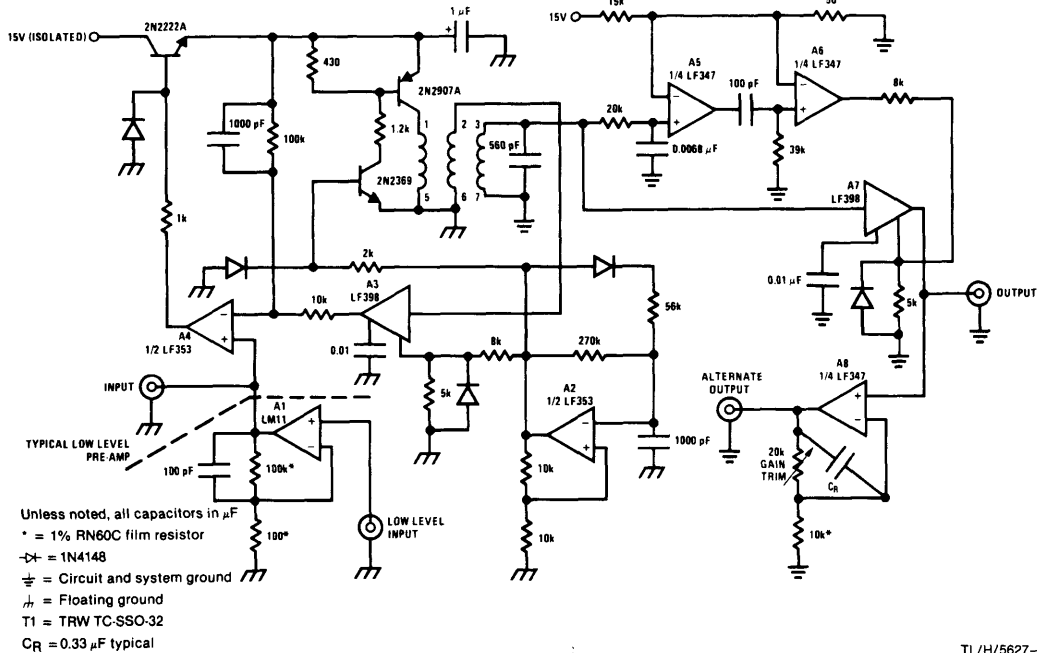 15V (ISOLATED)
2N2222A
1 µF
430
2N2907A
1000 pF
100k
1.2k
2N2369
1
5
2
6
3
7
560 pF
15V
15k
A5
1/4 LF347
100 pF
A6
1/4 LF347
8k
20k
0.0068 µF
39k
A7
LF398
0.01 µF
5k
OUTPUT
1k
2k
A3
LF398
10k
0.01
5k
8k
270k
56k
A4
1/2 LF353
INPUT
A1
LM11
TYPICAL LOW LEVEL
PRE-AMP
100 pF
100k*
100*
LOW LEVEL
INPUT
A2
1/2 LF353
10k
10k
1000 pF
ALTERNATE
OUTPUT
A8
1/4 LF347
20k
GAIN
TRIM
CR
10k*
Unless noted, all capacitors in µF
* = 1% RN60C film resistor
= 1N4148
= Circuit and system ground
= Floating ground
T1 = TRW TC-SSO-32
CR = 0.33 µF typical
TL/H/5627–